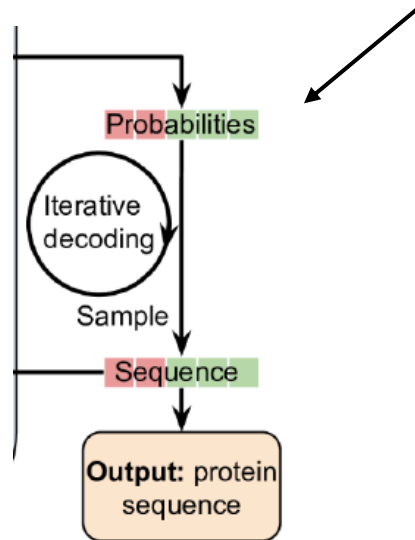 Probabilities
Iterative
decoding
Sample
Sequence
Output: protein
sequence